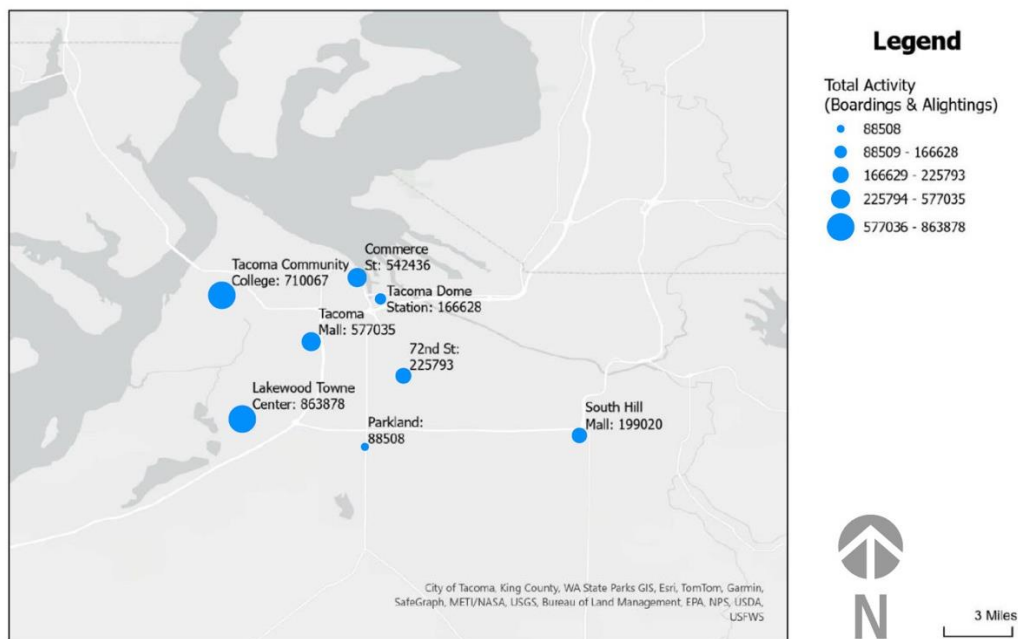 Legend
Total Activity
(Boardings & Alightings)
88508
88509 - 166628
166629 - 225793
225794 - 577035
577036 - 863878
Commerce
St: 542436
Tacoma Community
College: 710067
Tacoma Dome
Station: 166628
Tacoma
Mall: 577035
72nd St:
225793
Lakewood Towne
Center: 863878
Parkland:
88508
South Hill
Mall: 199020
City of Tacoma, King County, WA State Parks GIS, Esri, TomTom, Garmin,
SafeGraph, METI/NASA, USGS, Bureau of Land Management, EPA, NPS, USDA,
USFWS
N
3 Miles